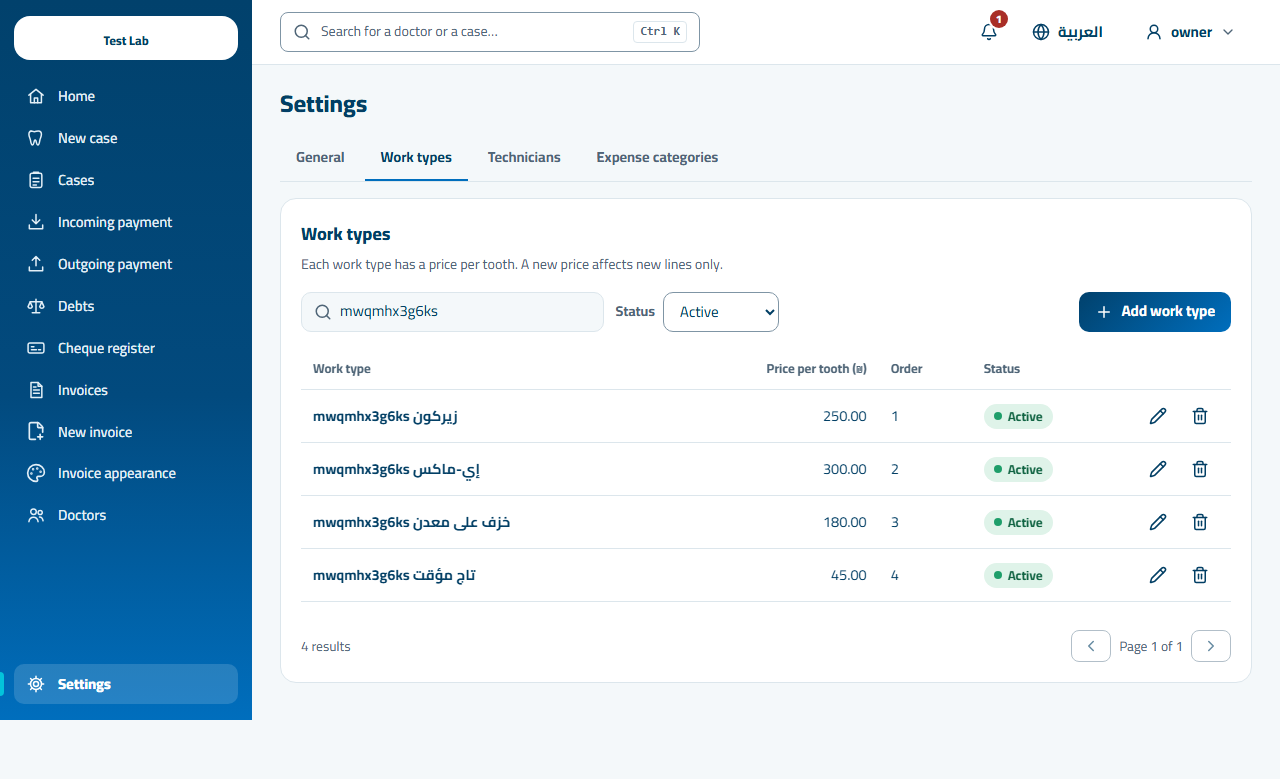 Test Lab
Search for a doctor or a case...
Ctrl K
1
العربية
owner
Home
New case
Cases
Incoming payment
Outgoing payment
Debts
Cheque register
Invoices
New invoice
Invoice appearance
Doctors
Settings
Settings
General Work types Technicians Expense categories
Work types
Each work type has a price per tooth. A new price affects new lines only.
mwqmhx3g6ks Status Active Add work type
Work type Price per tooth (₪) Order Status
زيركون mwqmhx3g6ks 250.00 1 Active
إي-ماكس mwqmhx3g6ks 300.00 2 Active
خزف على معدن mwqmhx3g6ks 180.00 3 Active
تاج مؤقت mwqmhx3g6ks 45.00 4 Active
4 results Page 1 of 1